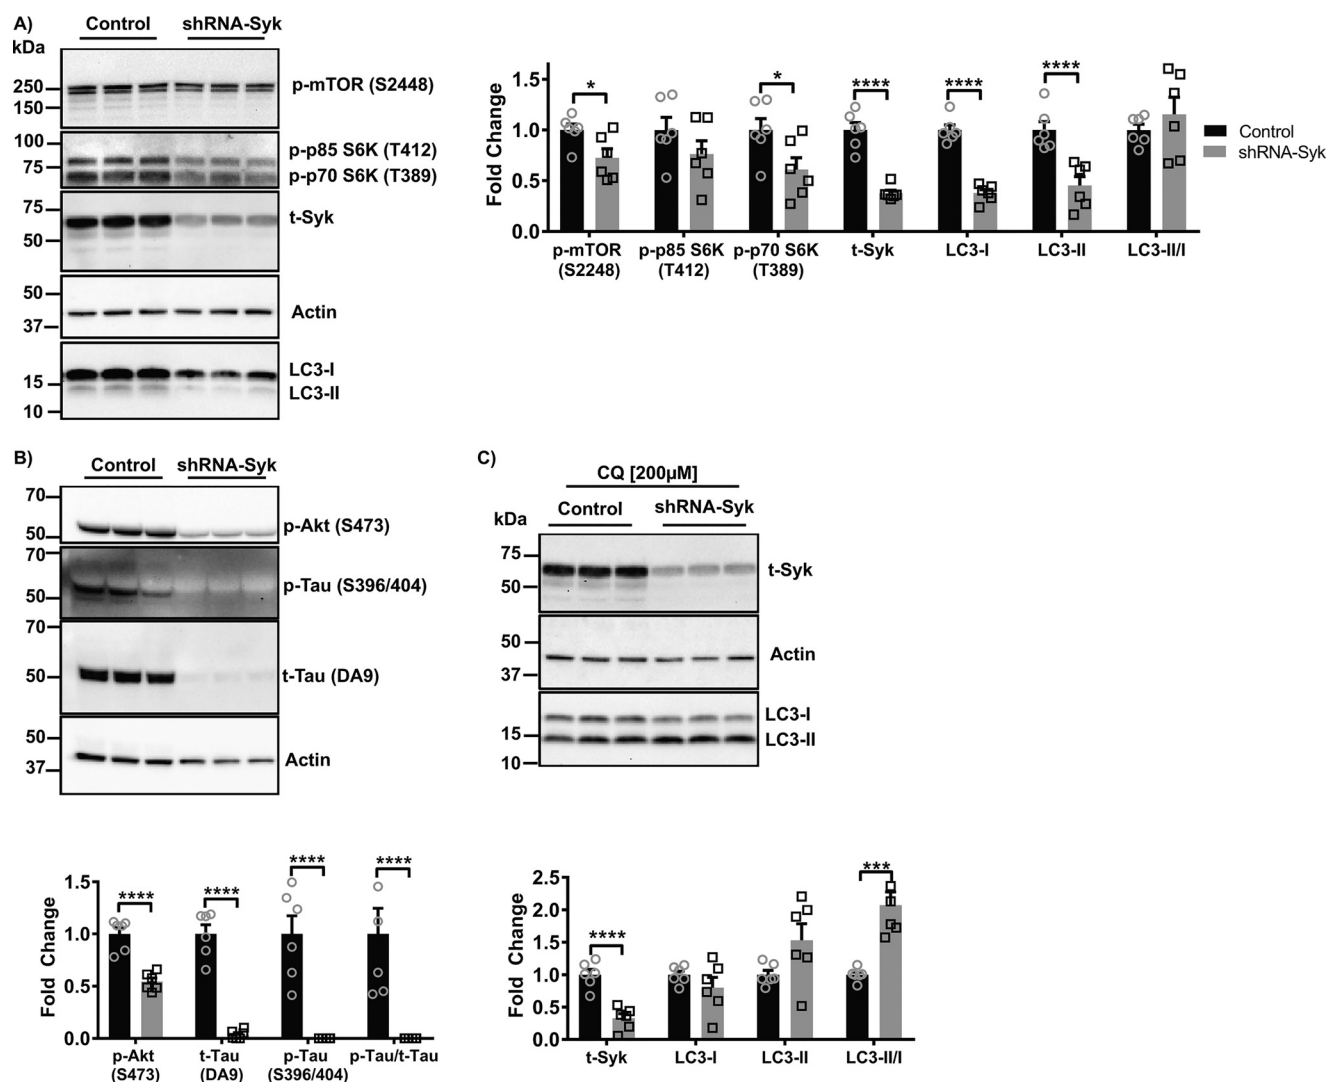 A)
Control shRNA-Syk
kDa
250
150
p-mTOR (S2448)
100
75
p-p85 S6K (T412)
p-p70 S6K (T389)
75
50
t-Syk
50
37
Actin
15
10
LC3-I
LC3-II
Fold Change
1.5
1.0
0.5
0.0
* * **** **** ****
p-mTOR p-p85 S6K p-p70 S6K t-Syk LC3-I LC3-II LC3-II/I
(S2248) (T412) (T389)
Control
shRNA-Syk
B)
Control shRNA-Syk
70
50
p-Akt (S473)
70
50
p-Tau (S396/404)
70
50
t-Tau (DA9)
50
37
Actin
Fold Change
1.5
1.0
0.5
0.0
**** **** **** ****
p-Akt t-Tau p-Tau p-Tau/t-Tau
(S473) (DA9) (S396/404)
C)
CQ [200µM]
Control shRNA-Syk
kDa
75
50
t-Syk
50
37
Actin
15
10
LC3-I
LC3-II
Fold Change
2.5
2.0
1.5
1.0
0.5
0.0
**** ***
t-Syk LC3-I LC3-II LC3-II/I